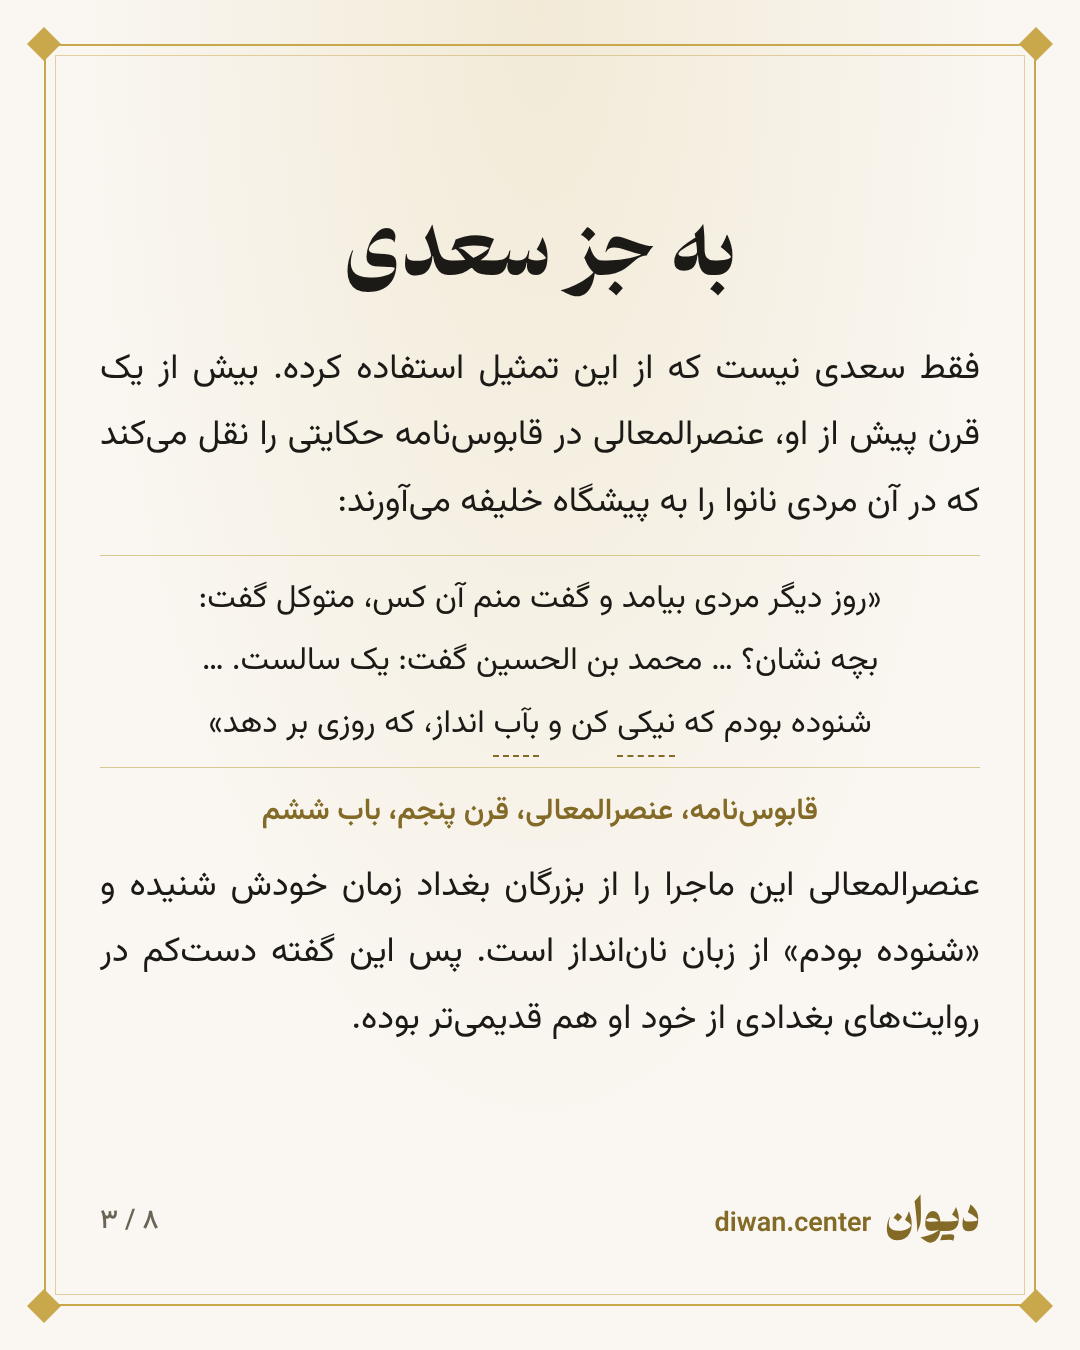 به جز سعدی
فقط سعدی نیست که از این تمثیل استفاده کرده. بیش از یک
قرن پیش از او، عنصرالمعالی در قابوس‌نامه حکایتی را نقل می‌کند
که در آن مردی نانوا را به پیشگاه خلیفه می‌آورند:
«روز دیگر مردی بیامد و گفت منم آن کس، متوکل گفت:
بچه نشان؟ ... محمد بن الحسین گفت: یک سالست. ...
شنوده بودم که نیکی کن و بآب انداز، که روزی بر دهد»
قابوس‌نامه، عنصرالمعالی، قرن پنجم، باب ششم
عنصرالمعالی این ماجرا را از بزرگان بغداد زمان خودش شنیده و
«شنوده بودم» از زبان نان‌انداز است. پس این گفته دست‌کم در
روایت‌های بغدادی از خود او هم قدیمی‌تر بوده.
دیوان diwan.center
۳ / ۸